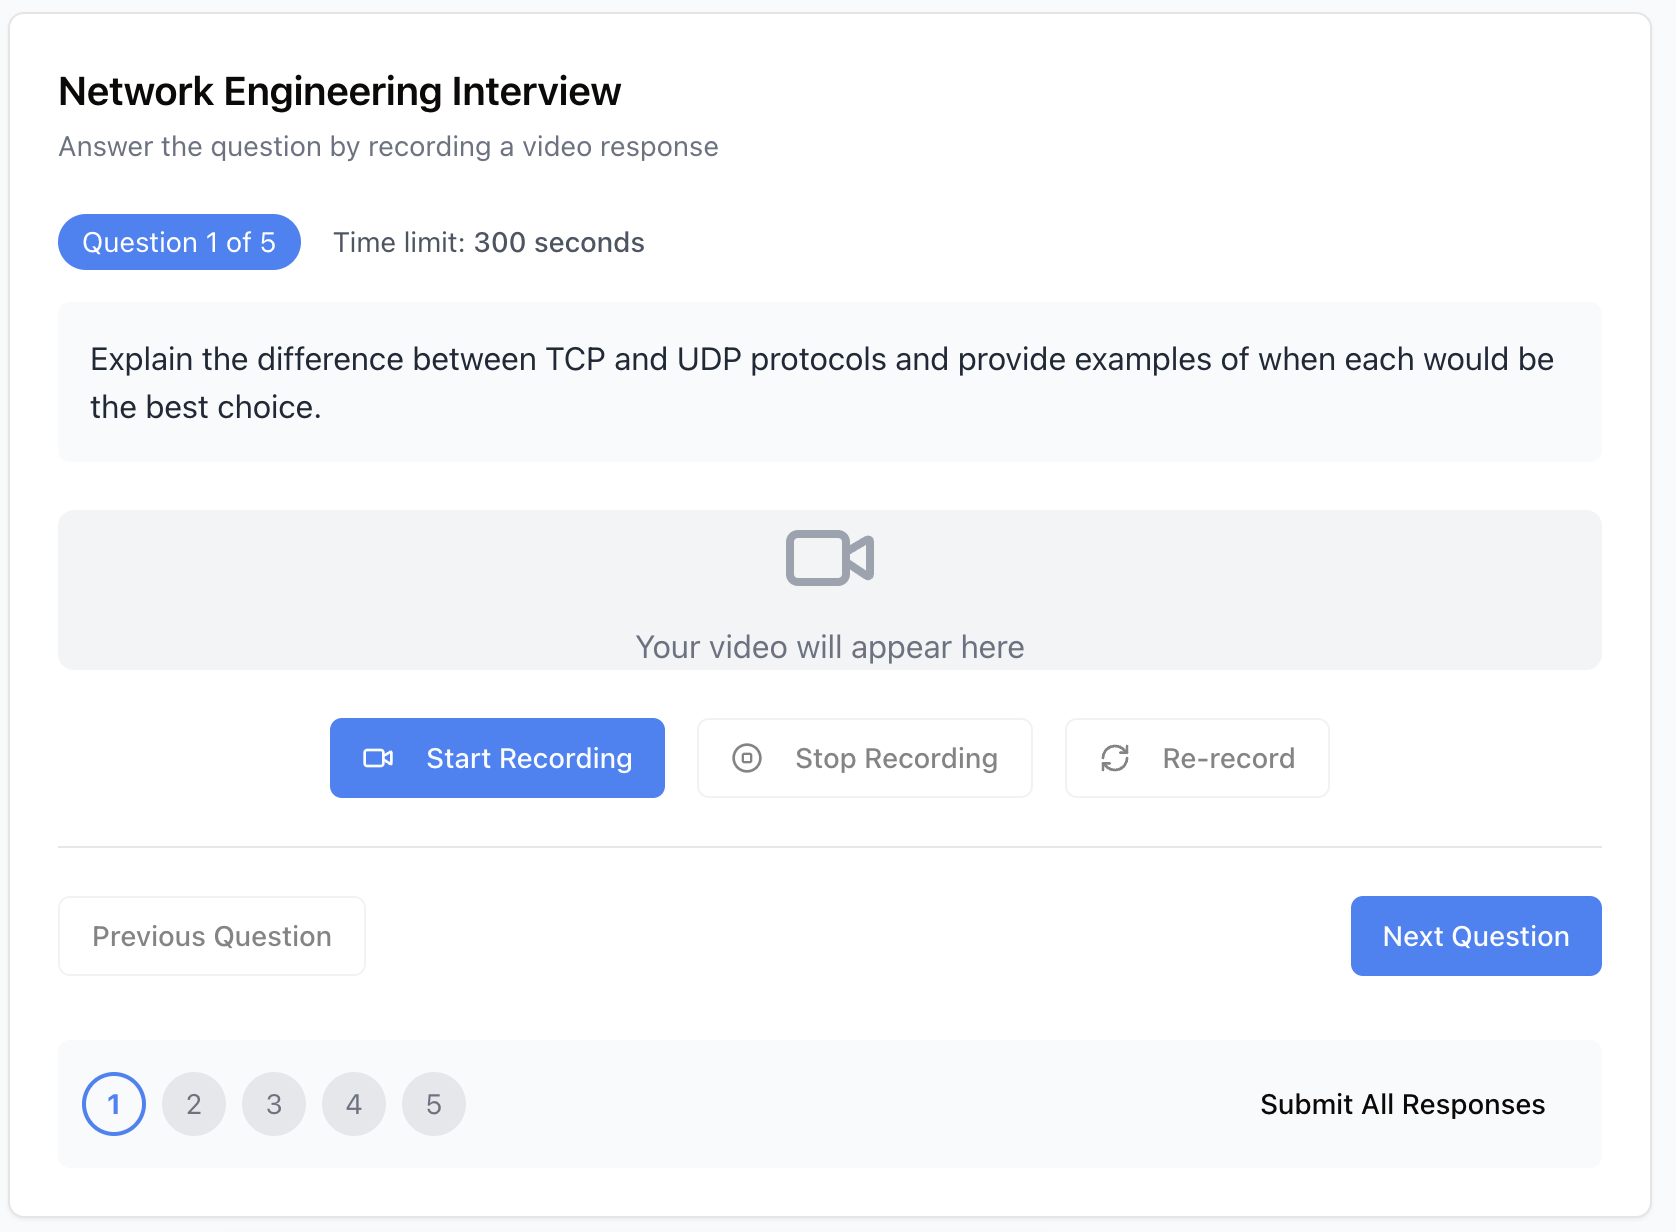 Network Engineering Interview
Answer the question by recording a video response
Question 1 of 5
Time limit: 300 seconds
Explain the difference between TCP and UDP protocols and provide examples of when each would be
the best choice.
Your video will appear here
Start Recording
Stop Recording
Re-record
Previous Question
Next Question
1
2
3
4
5
Submit All Responses